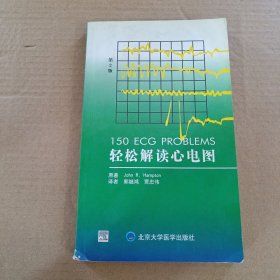 第2版
150 ECG PROBLEMS
轻松解读心电图
原著 John R. Hampton
译者 郭继鸿 贾忠伟
北京大学医学出版社